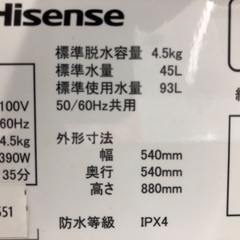 Hisense
標準脱水容量 4.5kg
標準水量 45L
標準使用水量 93L
50/60Hz共用
100V
60Hz
4.5kg
390W
35分
外形寸法
幅 540mm
奥行 540mm
高さ 880mm
防水等級 IPX4
551